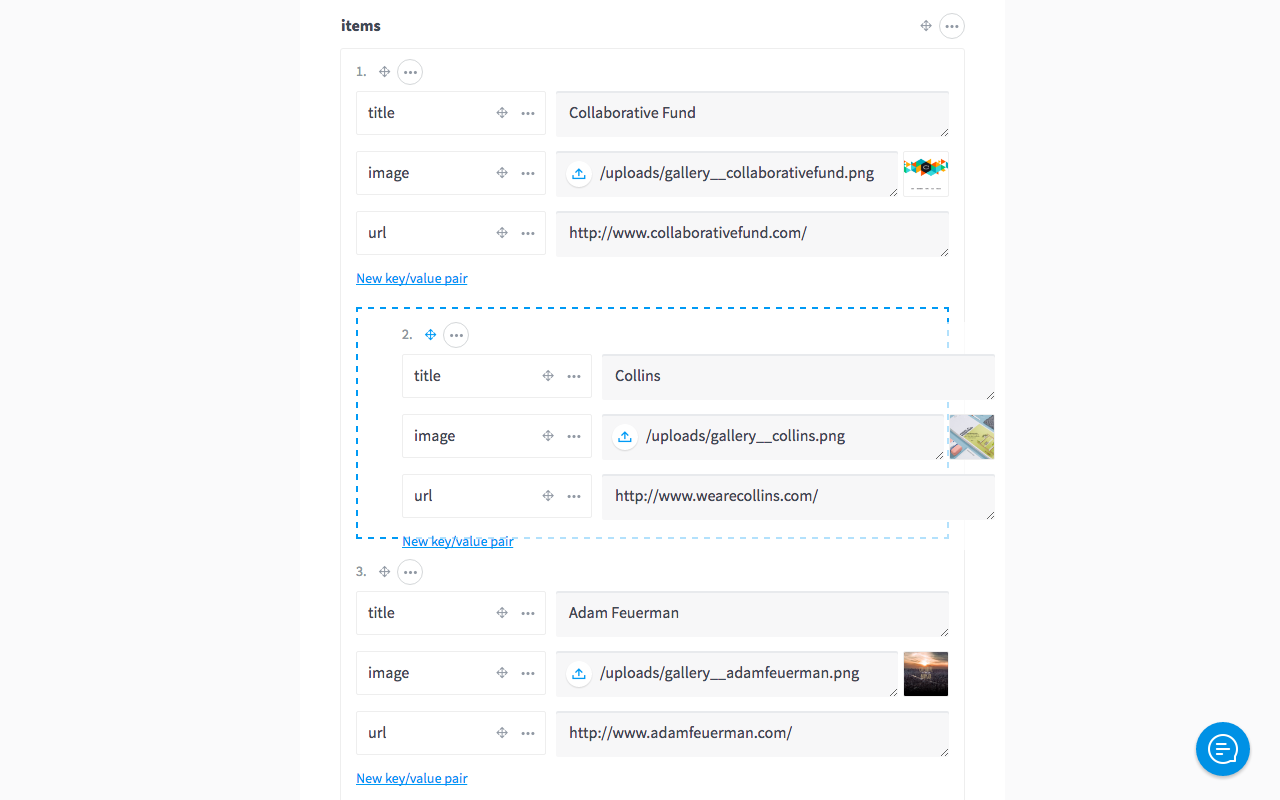 items
1.
title
Collaborative Fund
image
/uploads/gallery__collaborativefund.png
url
http://www.collaborativefund.com/
New key/value pair
2.
title
Collins
image
/uploads/gallery__collins.png
url
http://www.wearecollins.com/
New key/value pair
3.
title
Adam Feuerman
image
/uploads/gallery__adamfeuerman.png
url
http://www.adamfeuerman.com/
New key/value pair